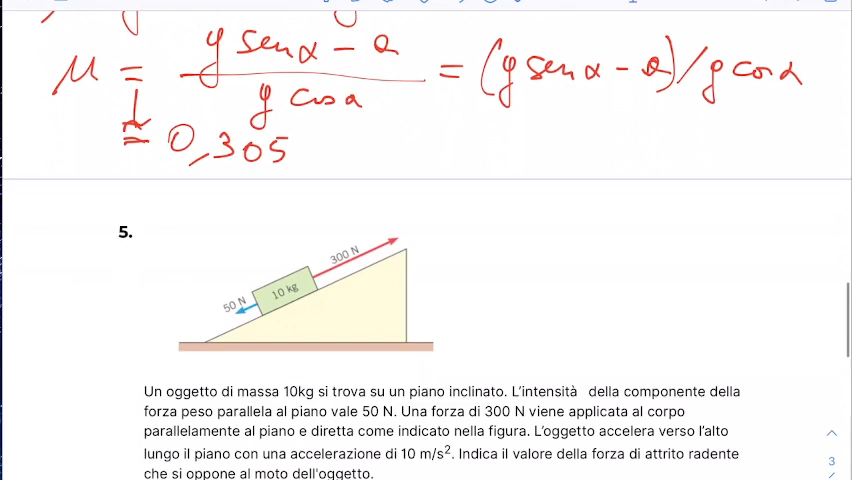 g sen α - a
μ = ――― = (g sen α - a) / g cos α
g cos α
= 0,305
5.
300 N
50 N
10 kg
Un oggetto di massa 10kg si trova su un piano inclinato. L'intensità della componente della
forza peso parallela al piano vale 50 N. Una forza di 300 N viene applicata al corpo
parallelamente al piano e diretta come indicato nella figura. L'oggetto accelera verso l'alto
lungo il piano con una accelerazione di 10 m/s². Indica il valore della forza di attrito radente
che si oppone al moto dell'oggetto.
3